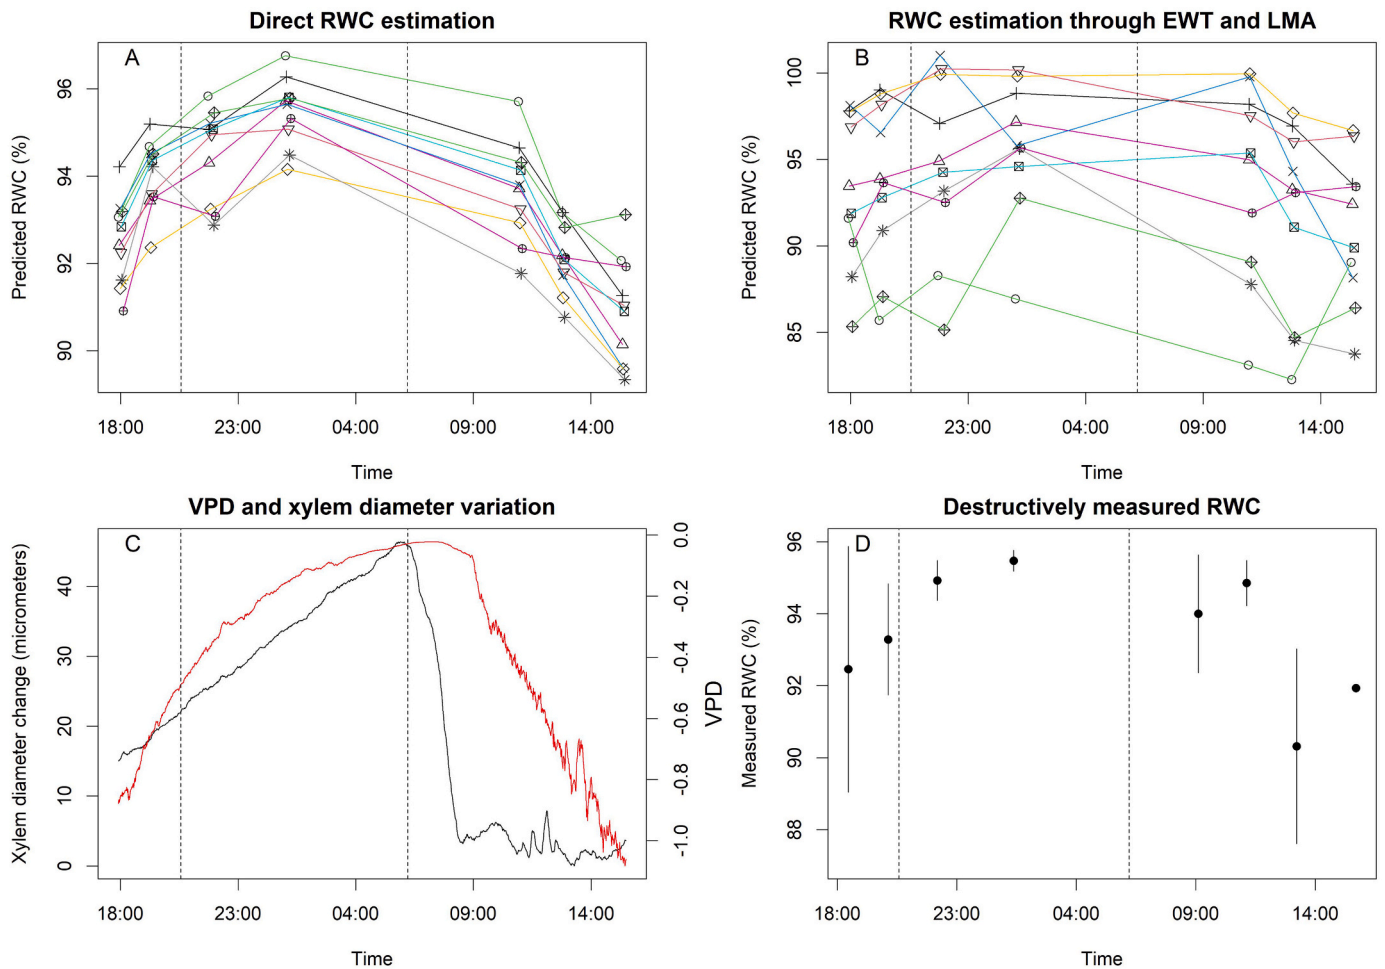 Direct RWC estimation
A
Predicted RWC (%)
96
94
92
90
18:00 23:00 04:00 09:00 14:00
Time
RWC estimation through EWT and LMA
B
Predicted RWC (%)
100
95
90
85
18:00 23:00 04:00 09:00 14:00
Time
VPD and xylem diameter variation
C
Xylem diameter change (micrometers)
40
30
20
10
0
0.0
-0.2
-0.4
-0.6
-0.8
-1.0
VPD
18:00 23:00 04:00 09:00 14:00
Time
Destructively measured RWC
D
Measured RWC (%)
96
94
92
90
88
18:00 23:00 04:00 09:00 14:00
Time